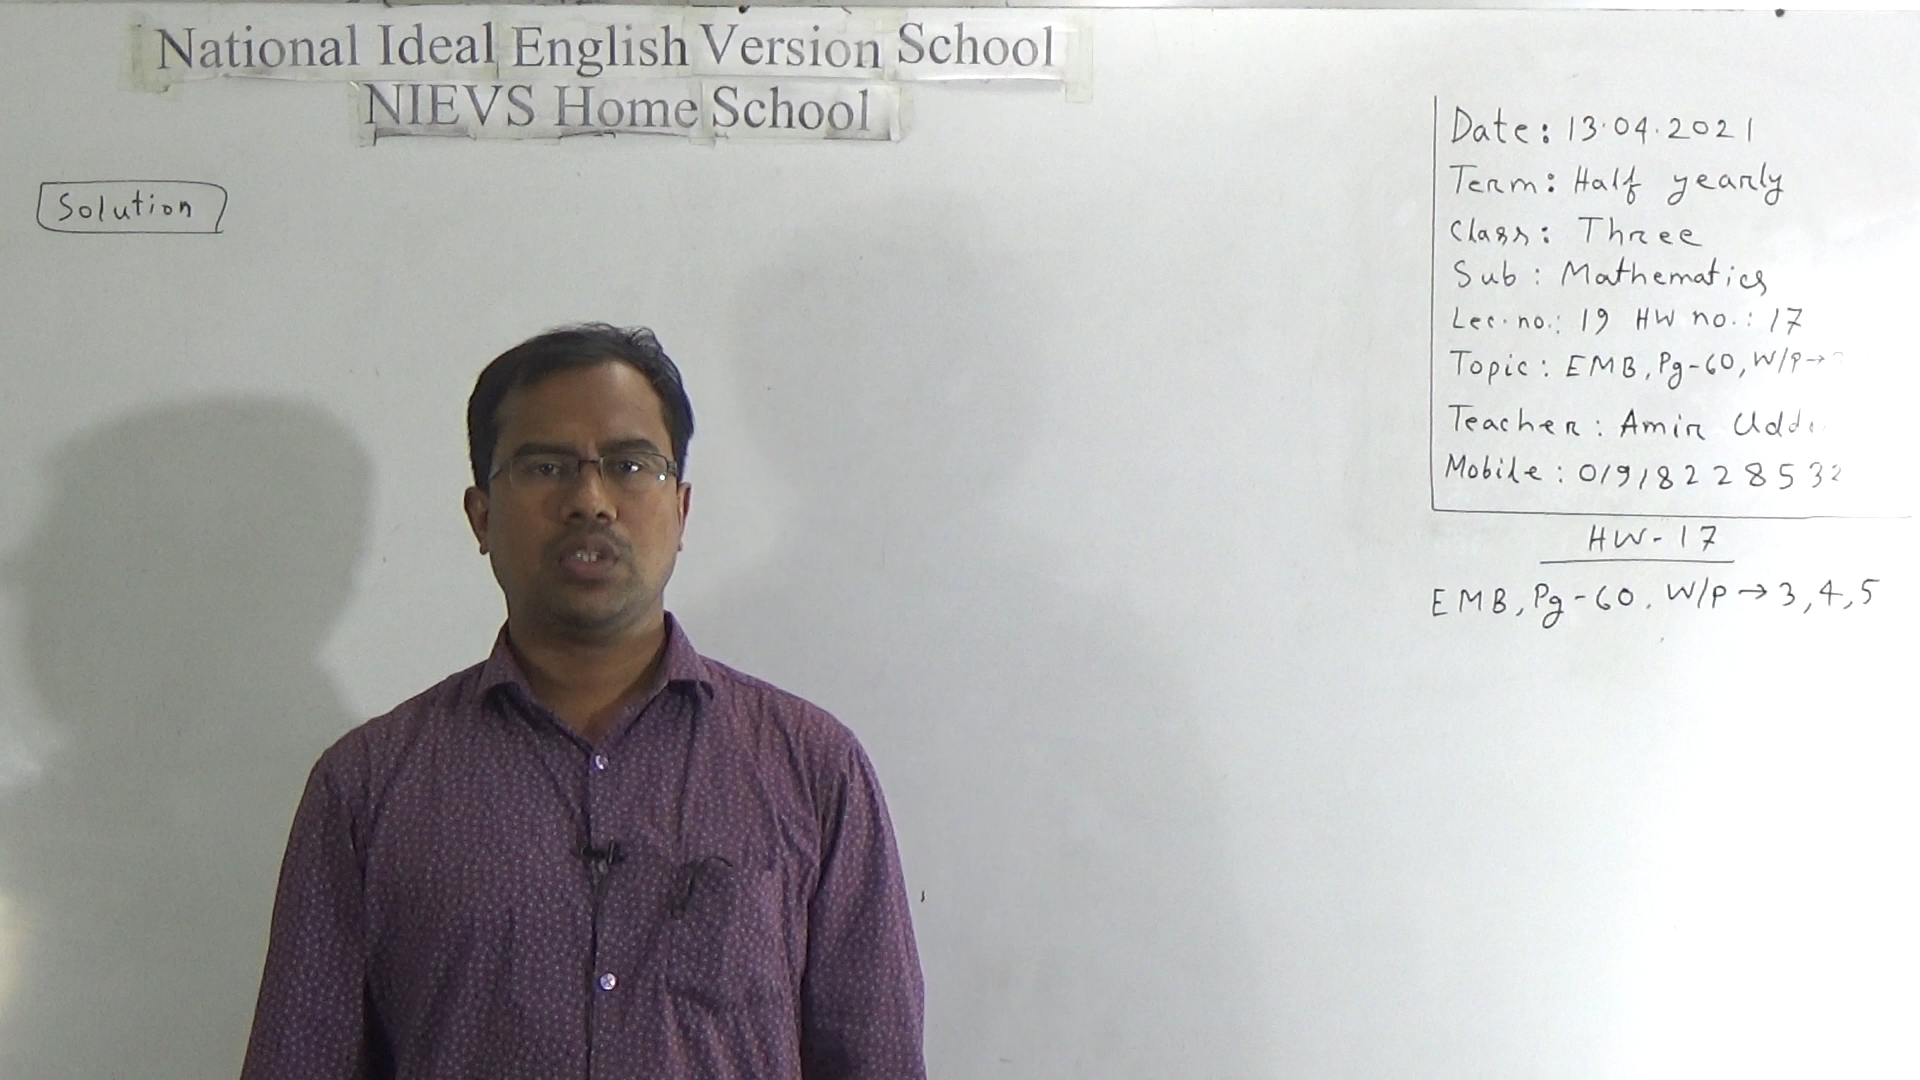 National Ideal English Version School
NIEVS Home School
Solution
Date: 13.04.2021
Term: Half yearly
Class: Three
Sub: Mathematics
Lec. no.: 19 HW no.: 17
Topic: EMB, Pg-60, W/P→
Teacher: Amir
Mobile: 0191822853
HW-17
EMB, Pg-60. W/P→3,4,5